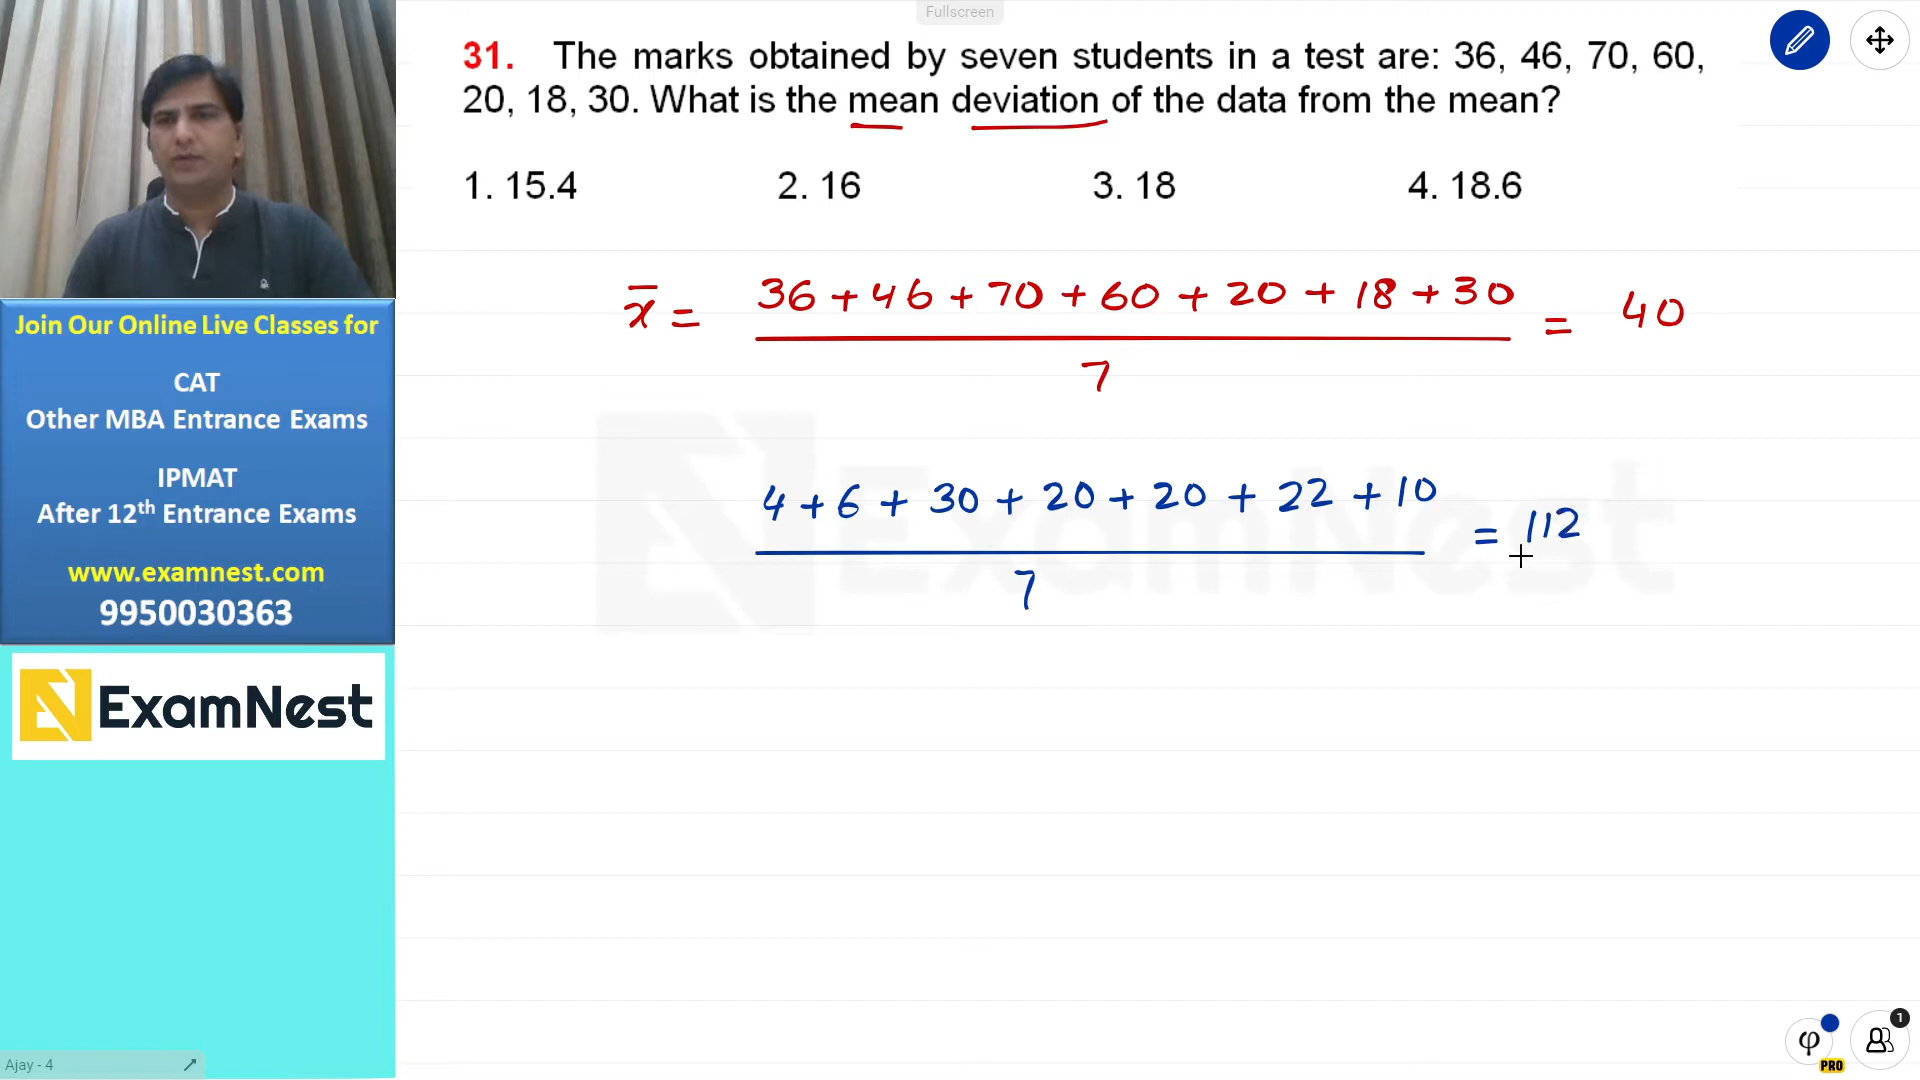 Fullscreen
31. The marks obtained by seven students in a test are: 36, 46, 70, 60,
20, 18, 30. What is the mean deviation of the data from the mean?
1. 15.4 2. 16 3. 18 4. 18.6
x̄ = 36 + 46 + 70 + 60 + 20 + 18 + 30 = 40
7
4 + 6 + 30 + 20 + 20 + 22 + 10 = 112
7
Join Our Online Live Classes for
CAT
Other MBA Entrance Exams
IPMAT
After 12th Entrance Exams
www.examnest.com
9950030363
ExamNest
ExamNest
Ajay - 4
φ
PRO
1